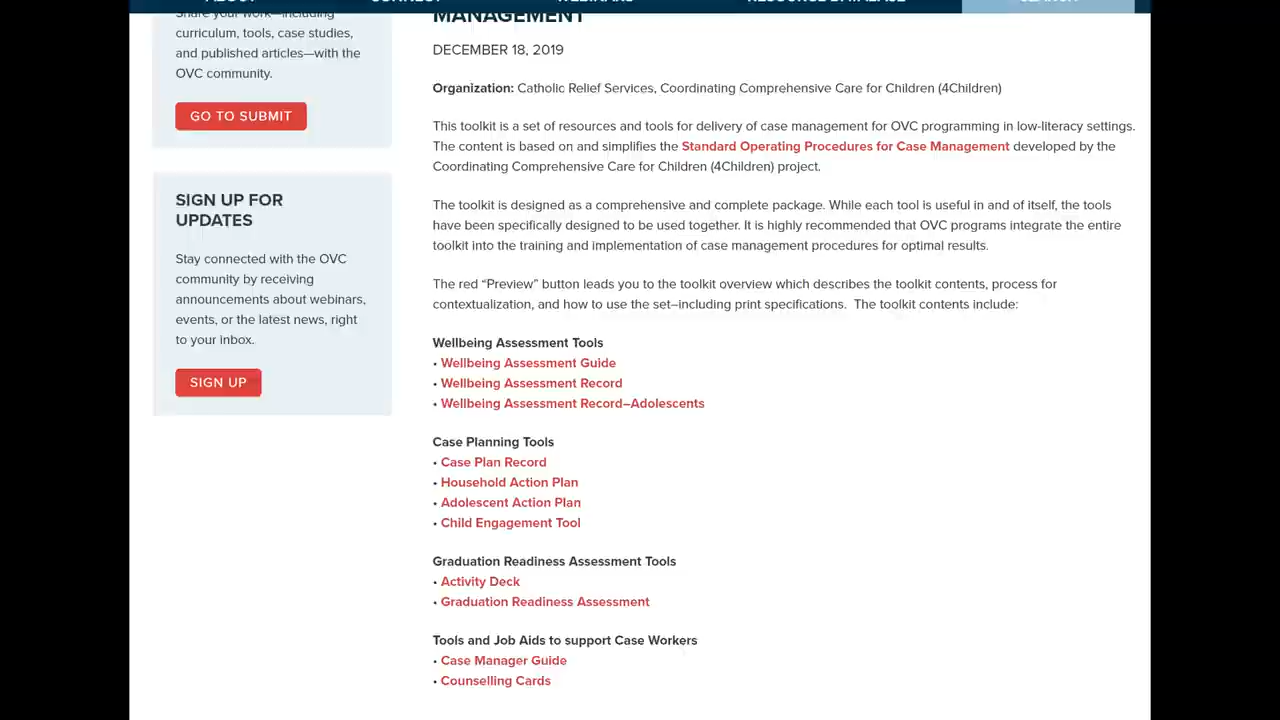 ABOUT CONNECT WEBINARS RESOURCE DATABASE SEARCH
Share your work—including
curriculum, tools, case studies,
and published articles—with the
OVC community.
GO TO SUBMIT
SIGN UP FOR
UPDATES
Stay connected with the OVC
community by receiving
announcements about webinars,
events, or the latest news, right
to your inbox.
SIGN UP
MANAGEMENT
DECEMBER 18, 2019
Organization: Catholic Relief Services, Coordinating Comprehensive Care for Children (4Children)
This toolkit is a set of resources and tools for delivery of case management for OVC programming in low-literacy settings.
The content is based on and simplifies the Standard Operating Procedures for Case Management developed by the
Coordinating Comprehensive Care for Children (4Children) project.
The toolkit is designed as a comprehensive and complete package. While each tool is useful in and of itself, the tools
have been specifically designed to be used together. It is highly recommended that OVC programs integrate the entire
toolkit into the training and implementation of case management procedures for optimal results.
The red “Preview” button leads you to the toolkit overview which describes the toolkit contents, process for
contextualization, and how to use the set–including print specifications.  The toolkit contents include:
Wellbeing Assessment Tools
• Wellbeing Assessment Guide
• Wellbeing Assessment Record
• Wellbeing Assessment Record–Adolescents
Case Planning Tools
• Case Plan Record
• Household Action Plan
• Adolescent Action Plan
• Child Engagement Tool
Graduation Readiness Assessment Tools
• Activity Deck
• Graduation Readiness Assessment
Tools and Job Aids to support Case Workers
• Case Manager Guide
• Counselling Cards